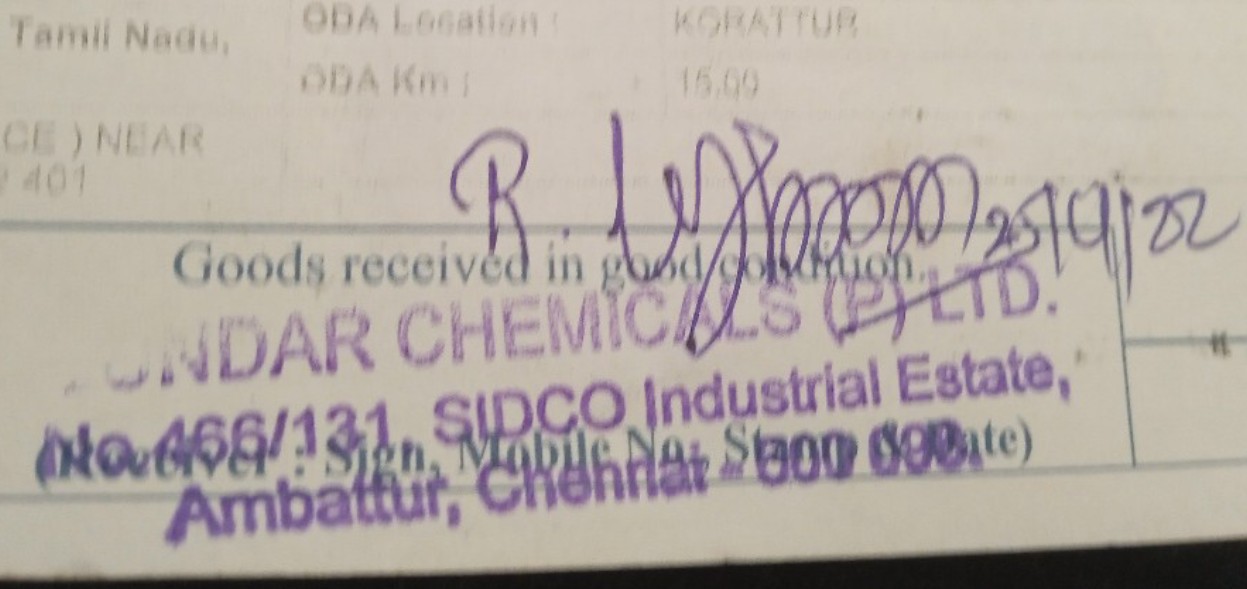 Tamil Nadu,
ODA Location : KORATTUR
ODA Km : : 15.00
CE ) NEAR
401
R. 25/9/22
Goods received in good condition.
UNDAR CHEMICALS (P) LTD.
No.466/131, SIDCO Industrial Estate,
(Receiver : Sign, Mobile No; Stamp & Date)
Ambattur, Chennai - 600 098.